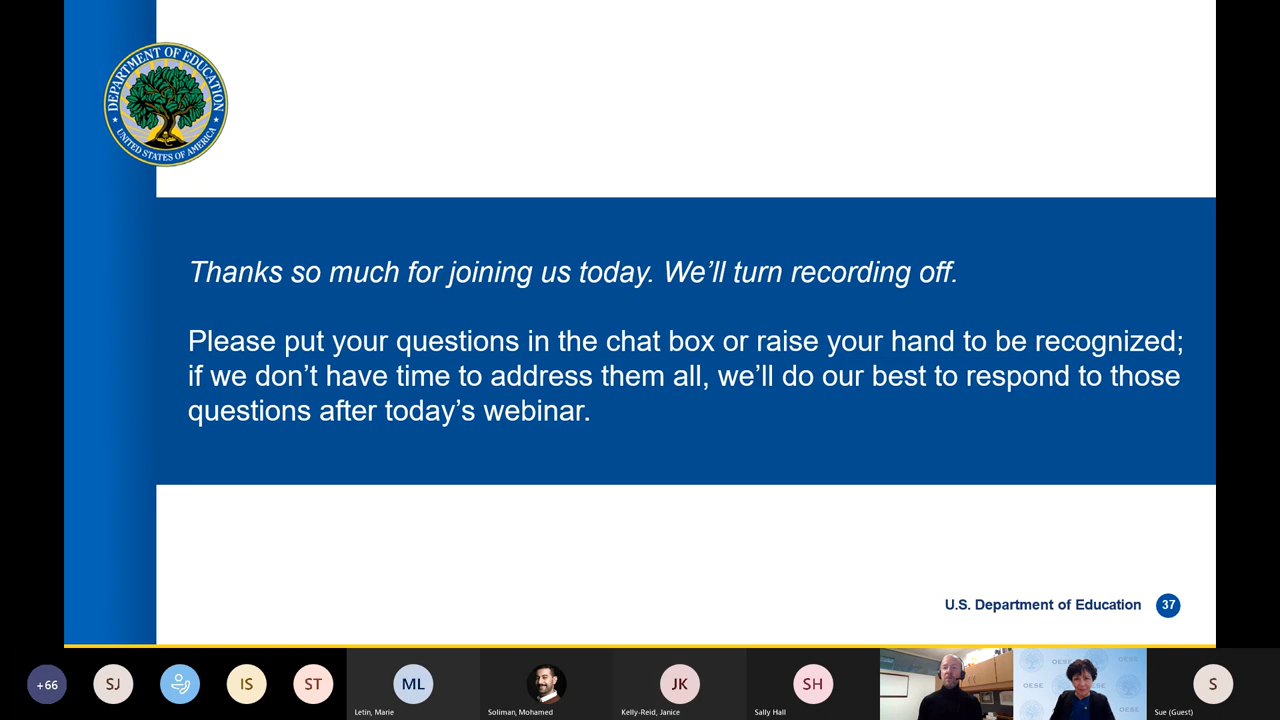 DEPARTMENT OF EDUCATION
UNITED STATES OF AMERICA
Thanks so much for joining us today. We’ll turn recording off.
Please put your questions in the chat box or raise your hand to be recognized;
if we don’t have time to address them all, we’ll do our best to respond to those
questions after today’s webinar.
U.S. Department of Education 37
+66 SJ IS ST ML JK SH S
OESE
OESE
OESE
OESE
Letin, Marie Soliman, Mohamed Kelly-Reid, Janice Sally Hall Sue (Guest)